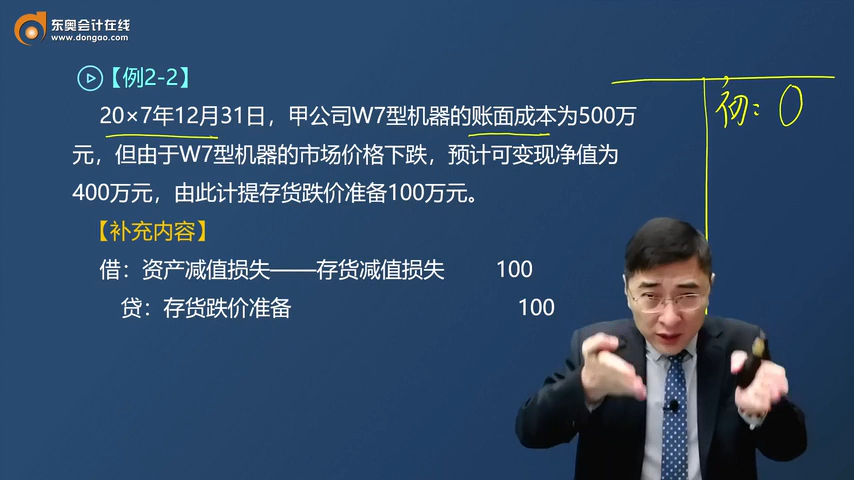 东奥会计在线
www.dongao.com
【例2-2】
20×7年12月31日，甲公司W7型机器的账面成本为500万
元，但由于W7型机器的市场价格下跌，预计可变现净值为
400万元，由此计提存货跌价准备100万元。
【补充内容】
借：资产减值损失——存货减值损失 100
贷：存货跌价准备 100
初：0